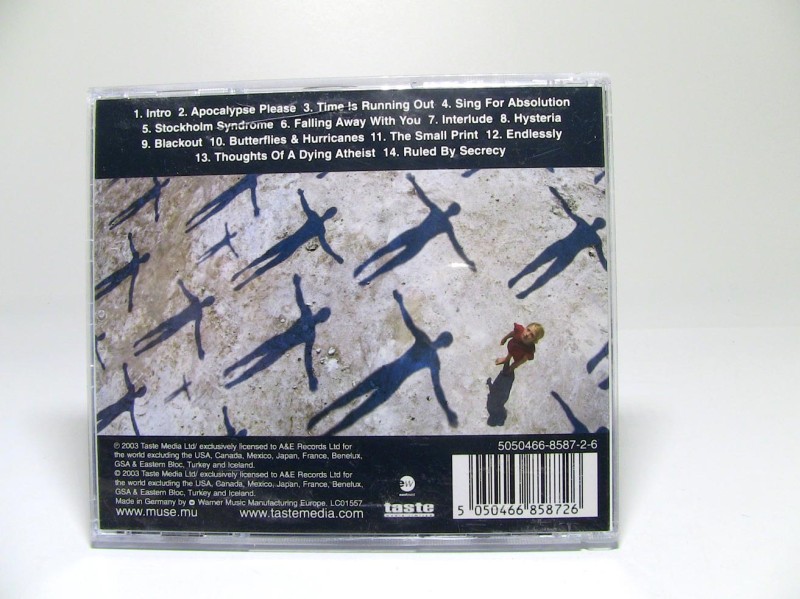 1. Intro 2. Apocalypse Please 3. Time Is Running Out 4. Sing For Absolution
5. Stockholm Syndrome 6. Falling Away With You 7. Interlude 8. Hysteria
9. Blackout 10. Butterflies & Hurricanes 11. The Small Print 12. Endlessly
13. Thoughts Of A Dying Atheist 14. Ruled By Secrecy
℗ 2003 Taste Media Ltd/ exclusively licensed to A&E Records Ltd for
the world excluding the USA, Canada, Mexico, Japan, France, Benelux,
GSA & Eastern Bloc, Turkey and Iceland.
© 2003 Taste Media Ltd/ exclusively licensed to A&E Records Ltd for
the world excluding the USA, Canada, Mexico, Japan, France, Benelux,
GSA & Eastern Bloc, Turkey and Iceland.
Made in Germany by Warner Music Manufacturing Europe. LC01557
www.muse.mu www.tastemedia.com
ew
taste
5050466-8587-2-6
5 050466 858726